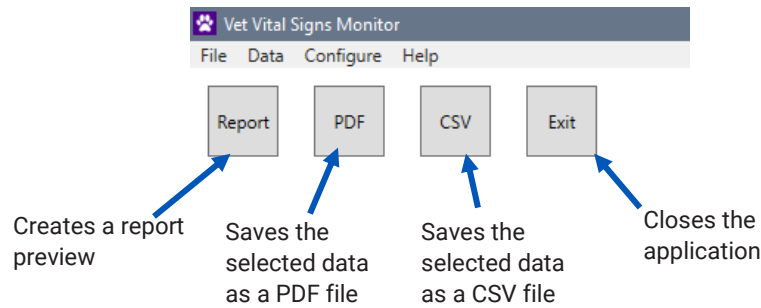 Vet Vital Signs Monitor
File Data Configure Help
Report PDF CSV Exit
Creates a report
preview
Saves the
selected data
as a PDF file
Saves the
selected data
as a CSV file
Closes the
application